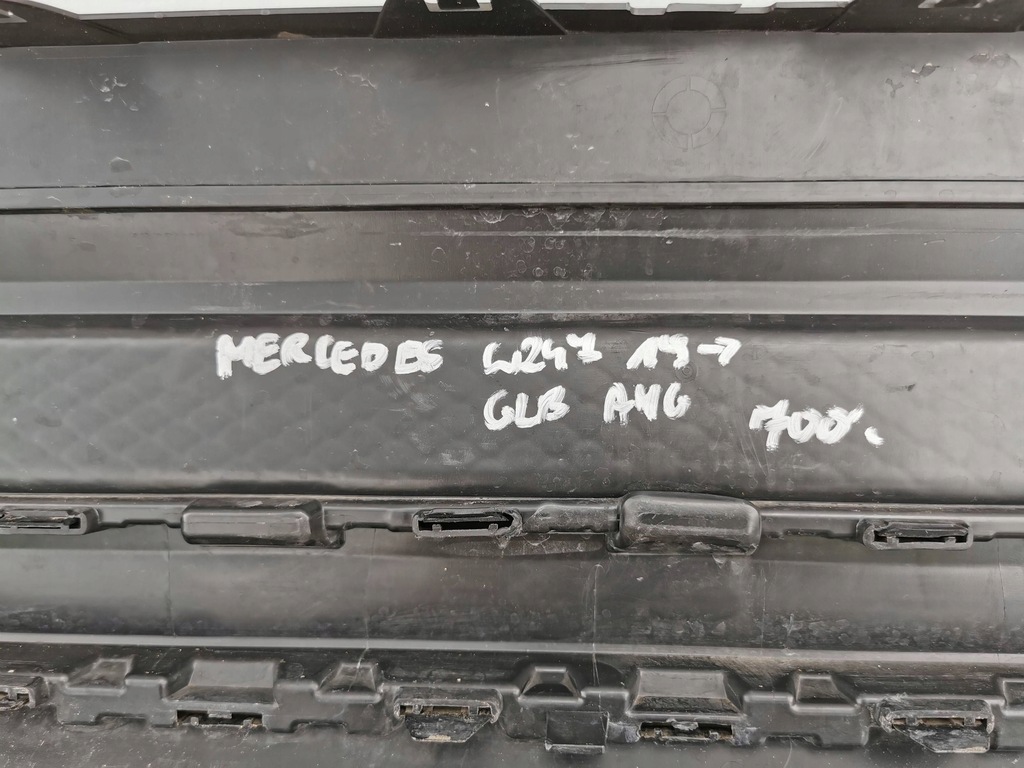 MERCEDES W247 19→
GLB AMG
700.